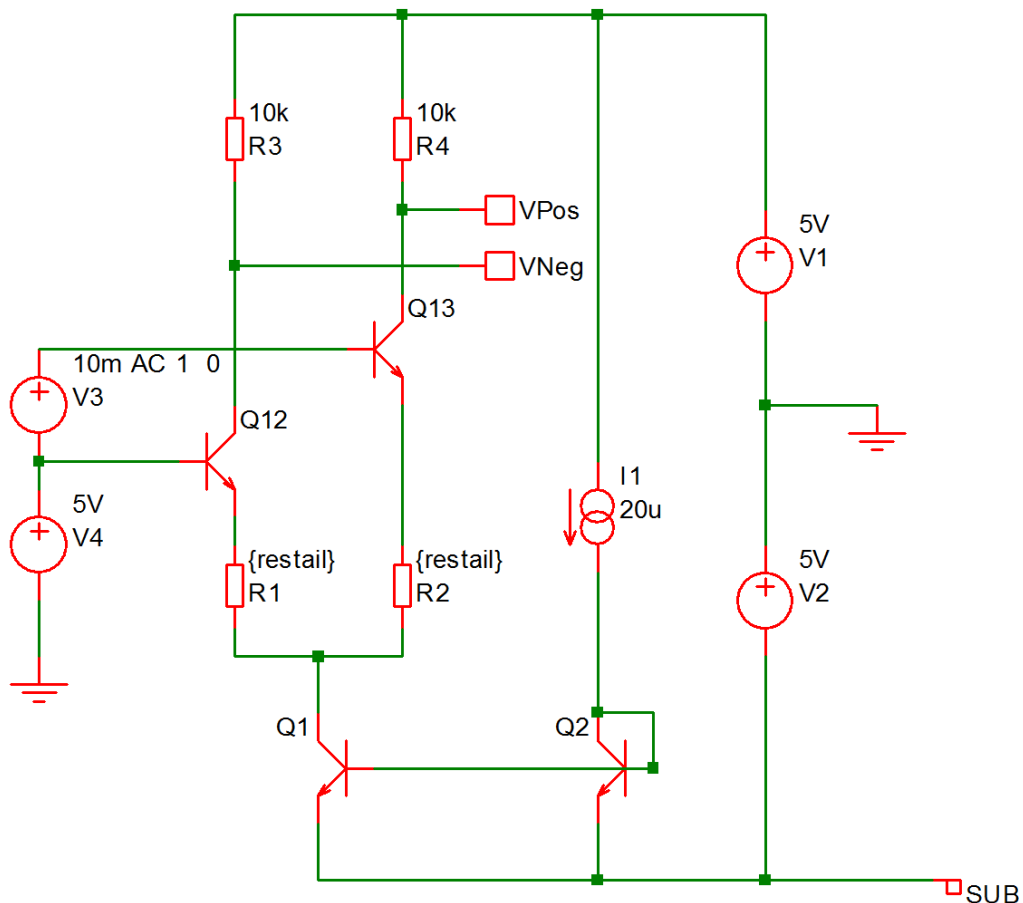 10k
R3
10k
R4
VPos
VNeg
5V
V1
Q13
10m AC 1 0
V3
Q12
5V
V4
I1
20u
{restail}
R1
{restail}
R2
5V
V2
Q1
Q2
SUB